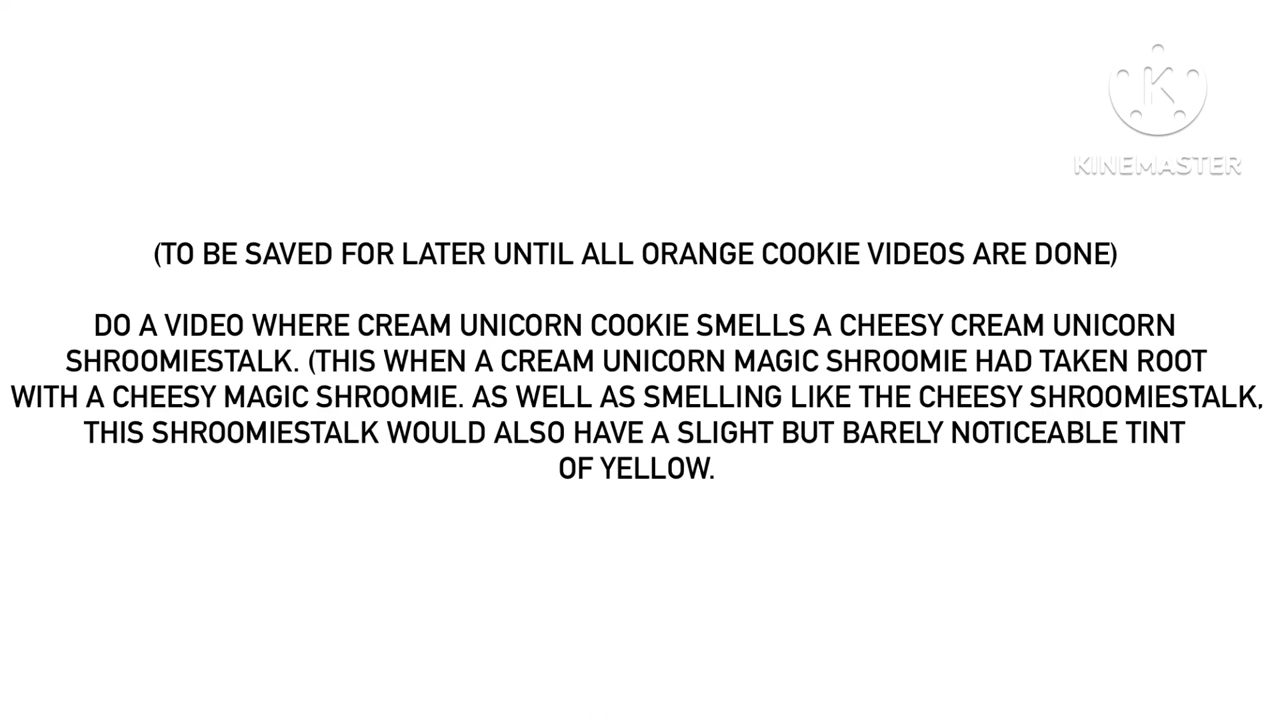 KINEMASTER
(TO BE SAVED FOR LATER UNTIL ALL ORANGE COOKIE VIDEOS ARE DONE)
DO A VIDEO WHERE CREAM UNICORN COOKIE SMELLS A CHEESY CREAM UNICORN
SHROOMIESTALK. (THIS WHEN A CREAM UNICORN MAGIC SHROOMIE HAD TAKEN ROOT
WITH A CHEESY MAGIC SHROOMIE. AS WELL AS SMELLING LIKE THE CHEESY SHROOMIESTALK,
THIS SHROOMIESTALK WOULD ALSO HAVE A SLIGHT BUT BARELY NOTICEABLE TINT
OF YELLOW.